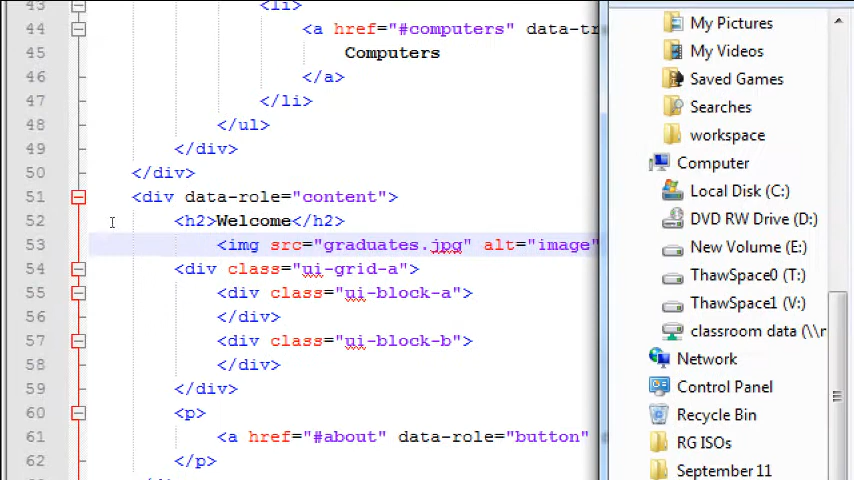 43 <li>
44 <a href="#computers" data-tr
45 Computers
46 </a>
47 </li>
48 </ul>
49 </div>
50 </div>
51 <div data-role="content">
52 <h2>Welcome</h2>
53 <img src="graduates.jpg" alt="image"
54 <div class="ui-grid-a">
55 <div class="ui-block-a">
56 </div>
57 <div class="ui-block-b">
58 </div>
59 </div>
60 <p>
61 <a href="#about" data-role="button"
62 </p>
My Pictures
My Videos
Saved Games
Searches
workspace
Computer
Local Disk (C:)
DVD RW Drive (D:)
New Volume (E:)
ThawSpace0 (T:)
ThawSpace1 (V:)
classroom data (\\
Network
Control Panel
Recycle Bin
RG ISOs
September 11